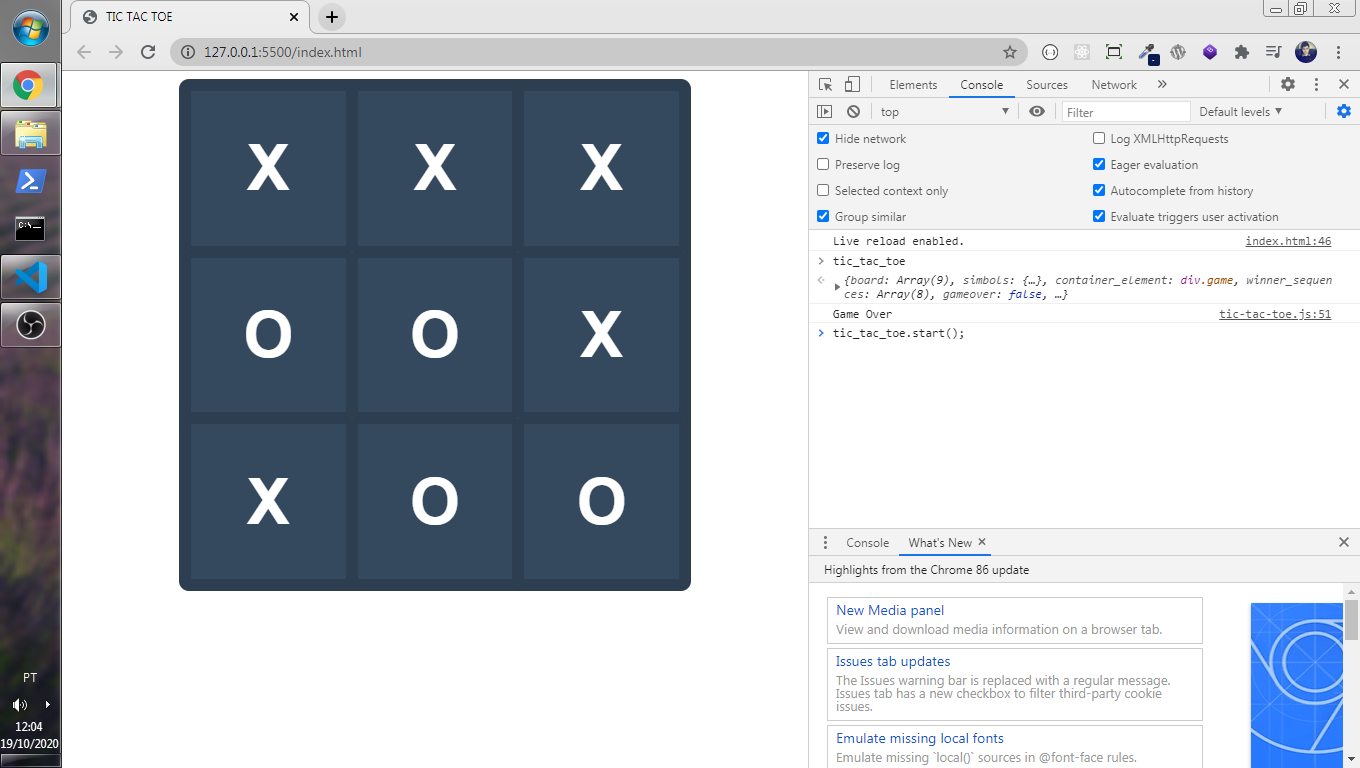 TIC TAC TOE
127.0.0.1:5500/index.html
X X X
O O X
X O O
Elements Console Sources Network »
top Filter Default levels
Hide network Log XMLHttpRequests
Preserve log Eager evaluation
Selected context only Autocomplete from history
Group similar Evaluate triggers user activation
Live reload enabled. index.html:46
tic_tac_toe
{board: Array(9), simbols: {…}, container_element: div.game, winner_sequen
ces: Array(8), gameover: false, …}
Game Over tic-tac-toe.js:51
tic_tac_toe.start();
Console What's New
Highlights from the Chrome 86 update
New Media panel
View and download media information on a browser tab.
Issues tab updates
The Issues warning bar is replaced with a regular message.
Issues tab has a new checkbox to filter third-party cookie
issues.
Emulate missing local fonts
Emulate missing `local()` sources in @font-face rules.
C:\_
PT
12:04
19/10/2020